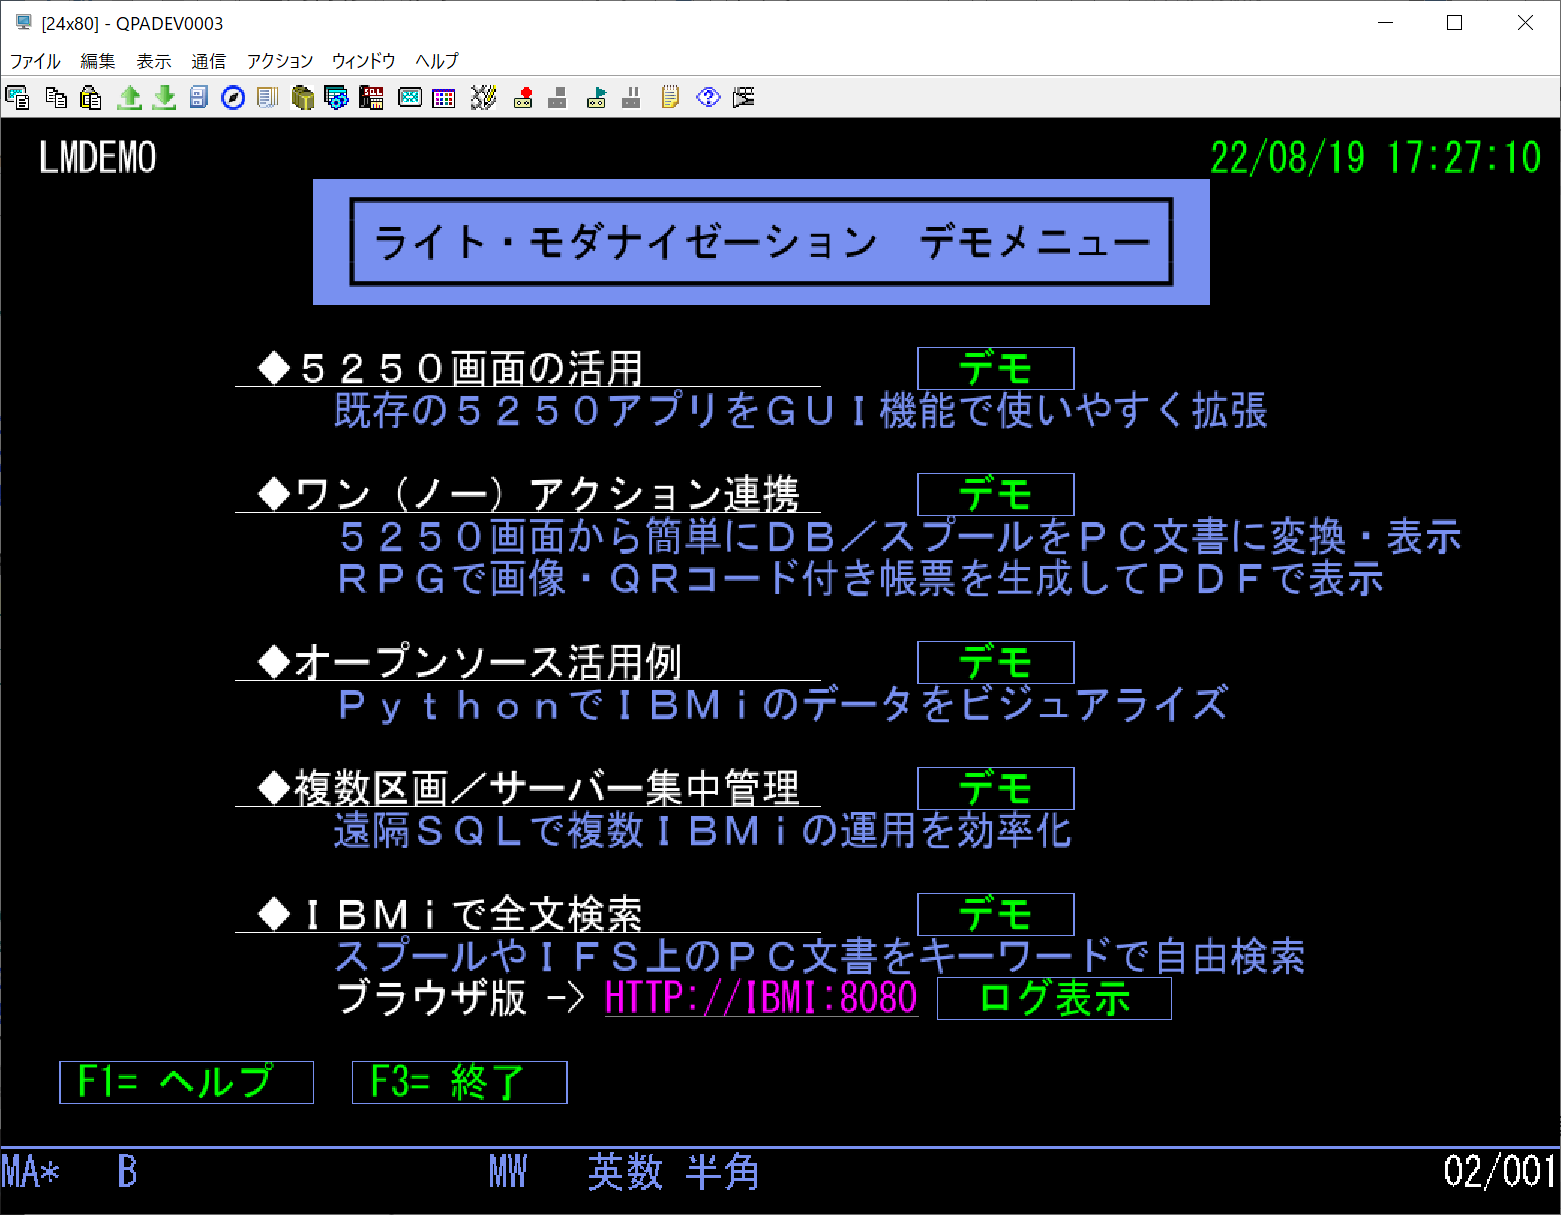 [24x80] - QPADEV0003
ファイル 編集 表示 通信 アクション ウィンドウ ヘルプ
LMDEMO 22/08/19 17:27:10
ライト・モダナイゼーション　デモメニュー
◆５２５０画面の活用 デモ
既存の５２５０アプリをＧＵＩ機能で使いやすく拡張
◆ワン（ノー）アクション連携 デモ
５２５０画面から簡単にＤＢ／スプールをＰＣ文書に変換・表示
ＲＰＧで画像・ＱＲコード付き帳票を生成してＰＤＦで表示
◆オープンソース活用例 デモ
ＰｙｔｈｏｎでＩＢＭｉのデータをビジュアライズ
◆複数区画／サーバー集中管理 デモ
遠隔ＳＱＬで複数ＩＢＭｉの運用を効率化
◆ＩＢＭｉで全文検索 デモ
スプールやＩＦＳ上のＰＣ文書をキーワードで自由検索
ブラウザ版 -> HTTP://IBMI:8080 ログ表示
F1= ヘルプ F3= 終了
MA* B MW 英数 半角 02/001